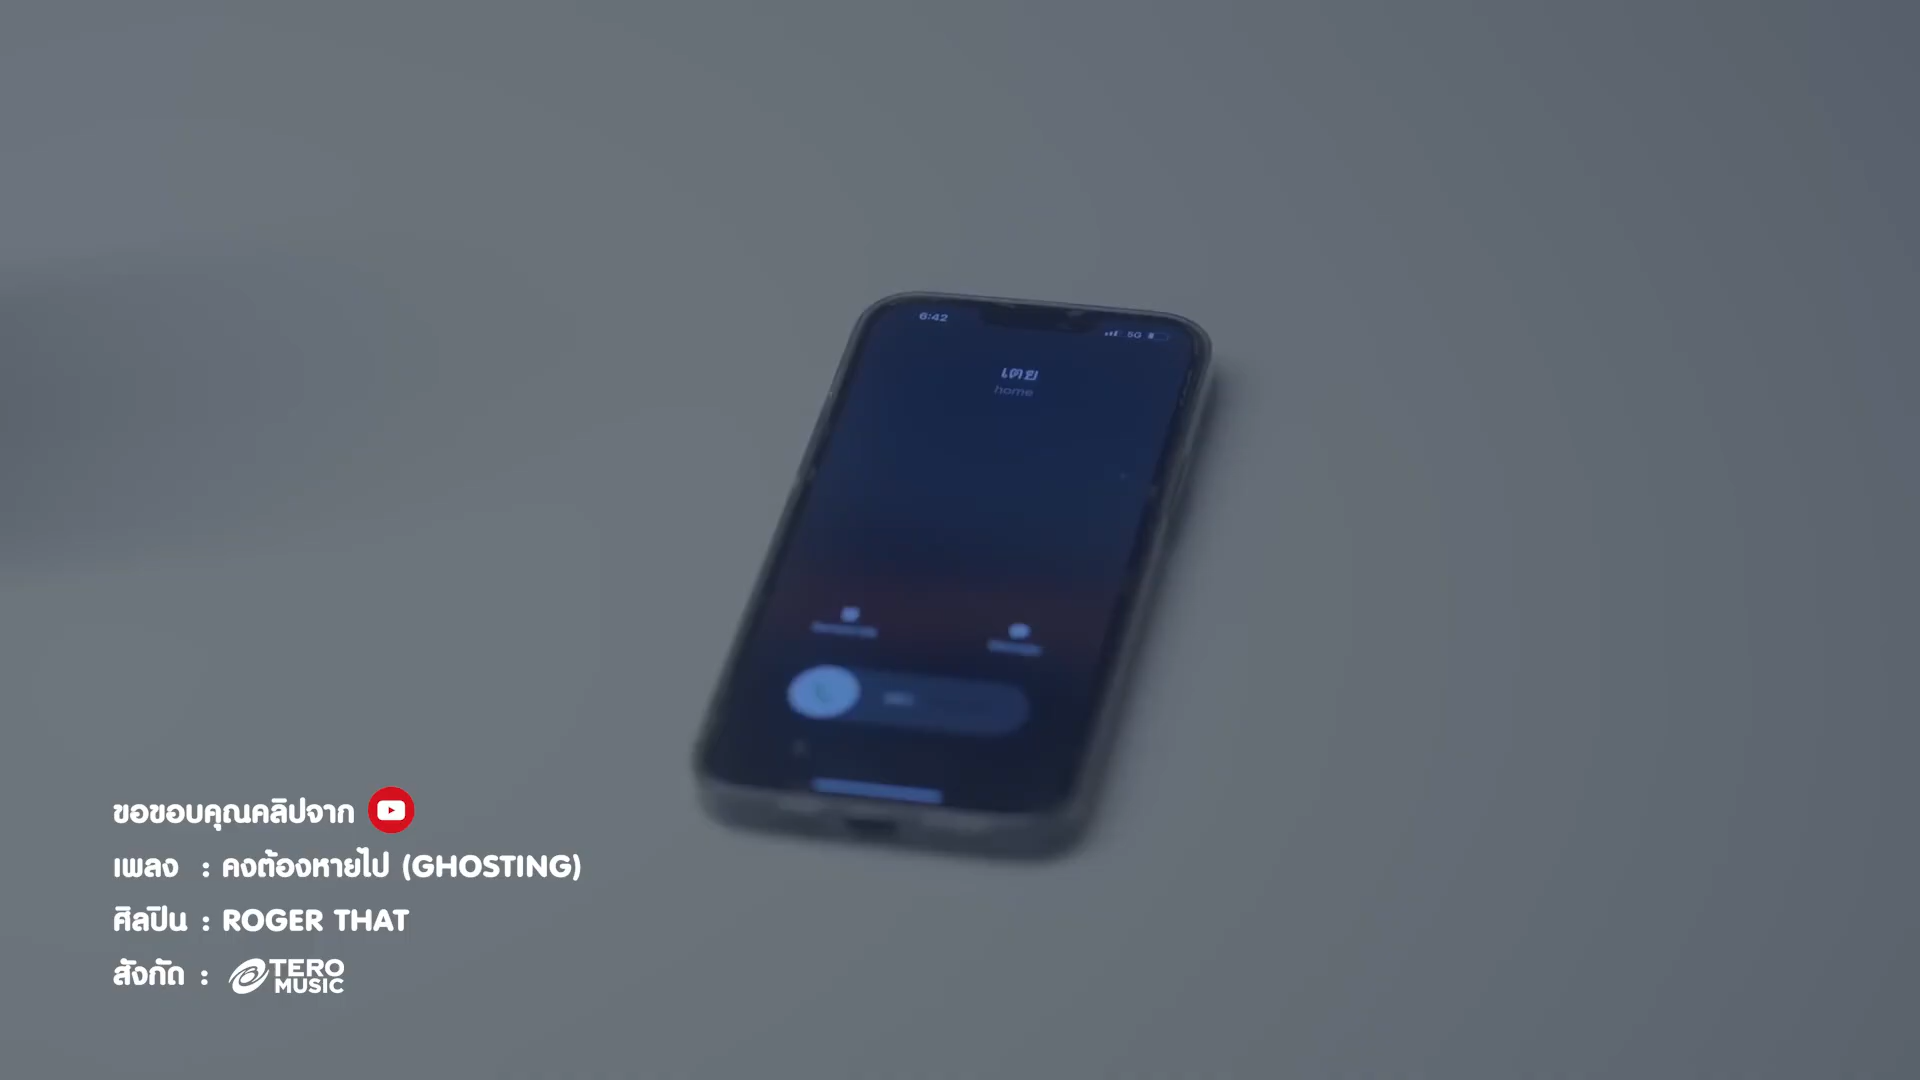 6:42
5G
เตย
home
ขอขอบคุณคลิปจาก
เพลง : คงต้องหายไป (GHOSTING)
ศิลปิน : ROGER THAT
สังกัด : TERO MUSIC